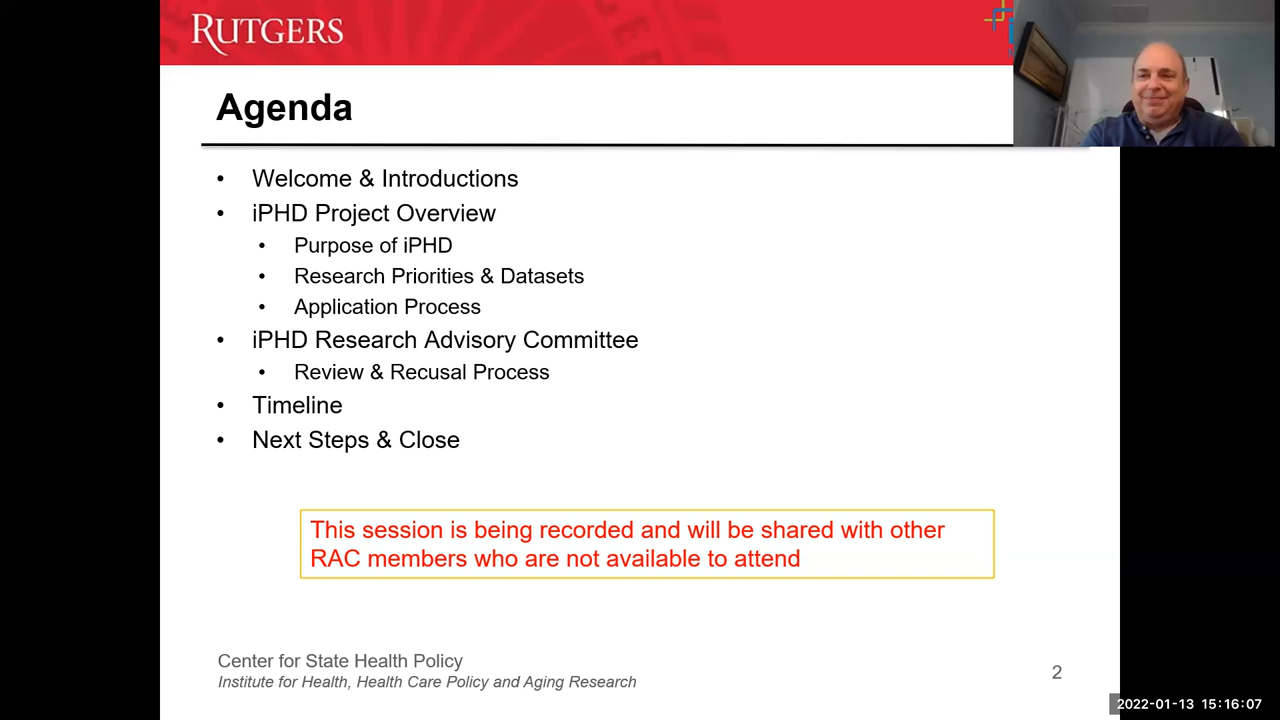 RUTGERS
Agenda
• Welcome & Introductions
• iPHD Project Overview
• Purpose of iPHD
• Research Priorities & Datasets
• Application Process
• iPHD Research Advisory Committee
• Review & Recusal Process
• Timeline
• Next Steps & Close
This session is being recorded and will be shared with other
RAC members who are not available to attend
Center for State Health Policy
Institute for Health, Health Care Policy and Aging Research
2
2022-01-13 15:16:07